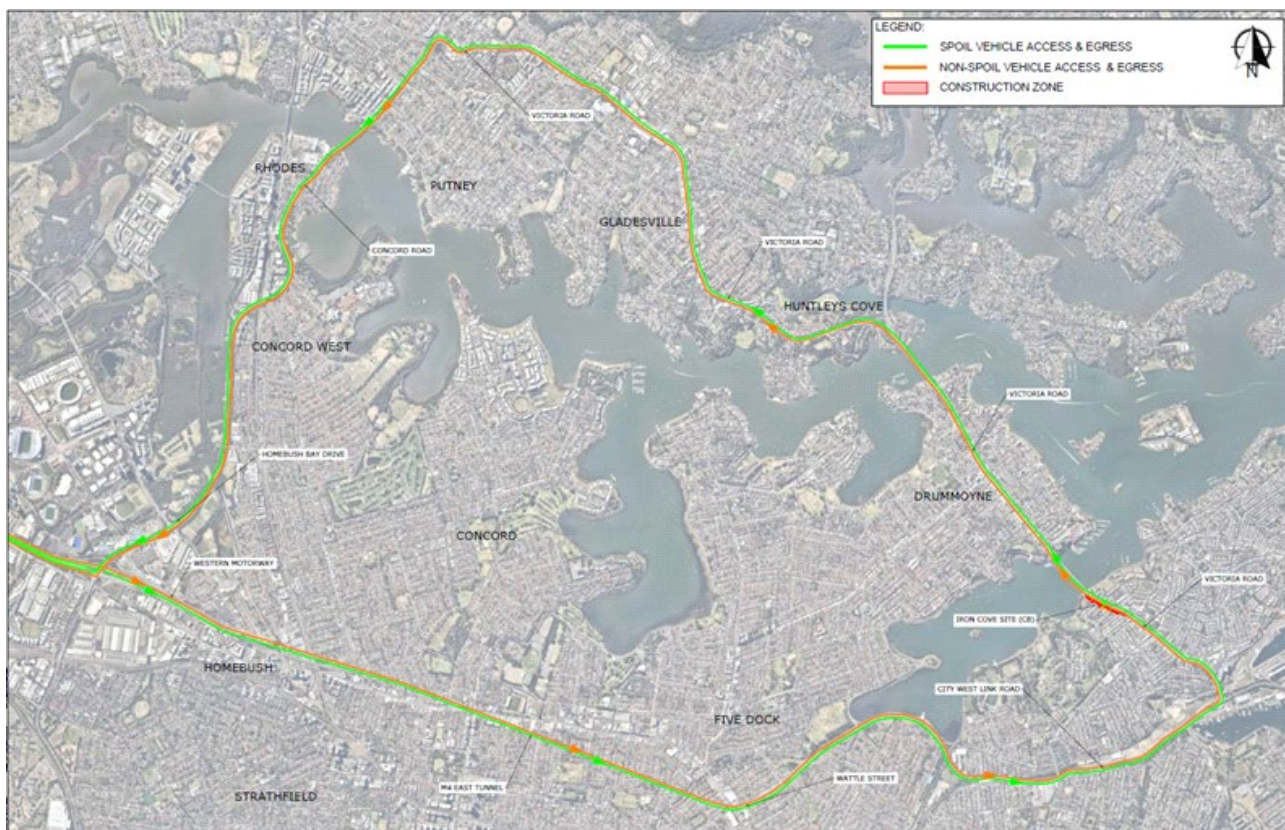 LEGEND:
SPOIL VEHICLE ACCESS & EGRESS
NON-SPOIL VEHICLE ACCESS & EGRESS
CONSTRUCTION ZONE
N
VICTORIA ROAD
RHODES
PUTNEY
GLADESVILLE
CONCORD ROAD
VICTORIA ROAD
HUNTLEYS COVE
CONCORD WEST
VICTORIA ROAD
HOMEBUSH BAY DRIVE
DRUMMOYNE
CONCORD
WESTERN MOTORWAY
VICTORIA ROAD
IRON COVE SITE (C8)
HOMEBUSH
CITY WEST LINK ROAD
FIVE DOCK
WATTLE STREET
M4 EAST TUNNEL
STRATHFIELD